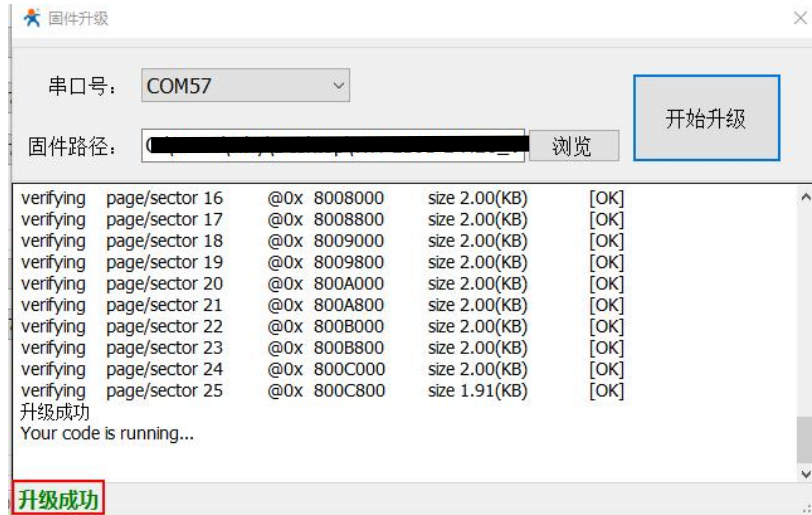 固件升级
串口号：
COM57
开始升级
固件路径：
浏览
verifying page/sector 16 @0x 8008000 size 2.00(KB) [OK]
verifying page/sector 17 @0x 8008800 size 2.00(KB) [OK]
verifying page/sector 18 @0x 8009000 size 2.00(KB) [OK]
verifying page/sector 19 @0x 8009800 size 2.00(KB) [OK]
verifying page/sector 20 @0x 800A000 size 2.00(KB) [OK]
verifying page/sector 21 @0x 800A800 size 2.00(KB) [OK]
verifying page/sector 22 @0x 800B000 size 2.00(KB) [OK]
verifying page/sector 23 @0x 800B800 size 2.00(KB) [OK]
verifying page/sector 24 @0x 800C000 size 2.00(KB) [OK]
verifying page/sector 25 @0x 800C800 size 1.91(KB) [OK]
升级成功
Your code is running...
升级成功